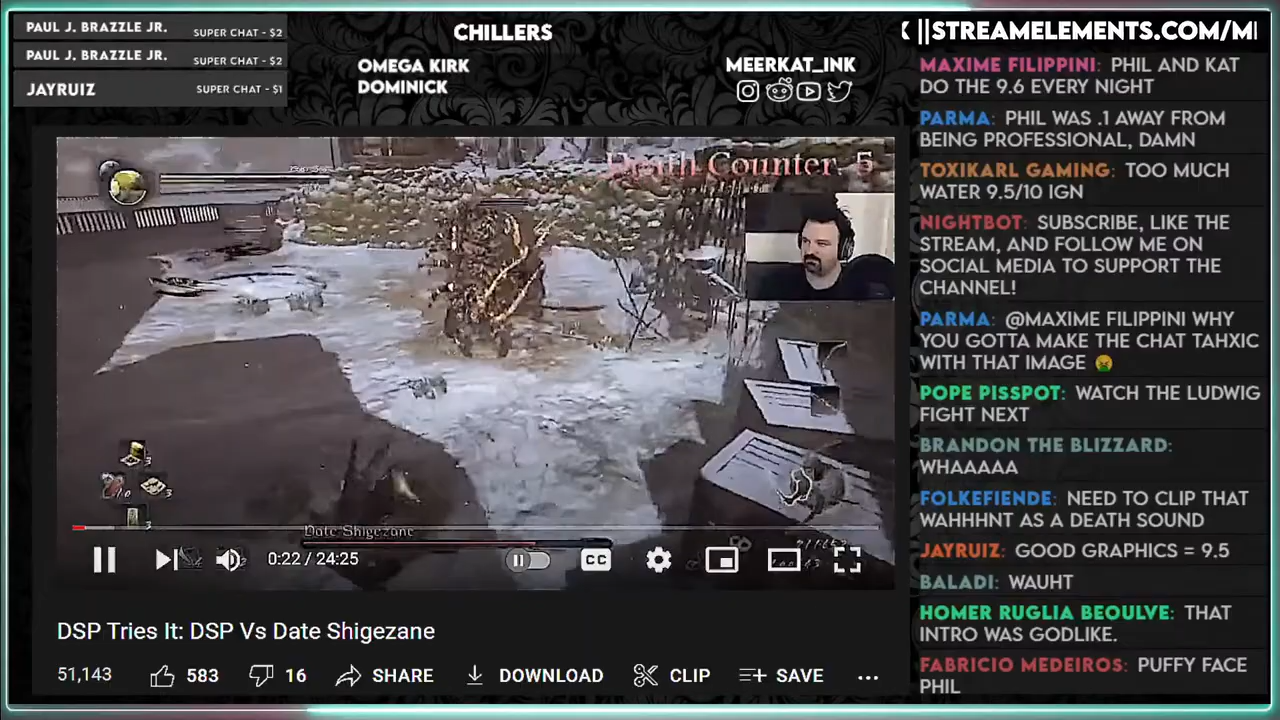 PAUL J. BRAZZLE JR. SUPER CHAT - $2
PAUL J. BRAZZLE JR. SUPER CHAT - $2
JAYRUIZ SUPER CHAT - $1
CHILLERS
OMEGA KIRK
DOMINICK
MEERKAT_INK
||STREAMELEMENTS.COM/M
MAXIME FILIPPINI: PHIL AND KAT
DO THE 9.6 EVERY NIGHT
PARMA: PHIL WAS .1 AWAY FROM
BEING PROFESSIONAL, DAMN
TOXIKARL GAMING: TOO MUCH
WATER 9.5/10 IGN
NIGHTBOT: SUBSCRIBE, LIKE THE
STREAM, AND FOLLOW ME ON
SOCIAL MEDIA TO SUPPORT THE
CHANNEL!
PARMA: @MAXIME FILIPPINI WHY
YOU GOTTA MAKE THE CHAT TAHXIC
WITH THAT IMAGE
POPE PISSPOT: WATCH THE LUDWIG
FIGHT NEXT
BRANDON THE BLIZZARD:
WHAAAAA
FOLKEFIENDE: NEED TO CLIP THAT
WAHHHNT AS A DEATH SOUND
JAYRUIZ: GOOD GRAPHICS = 9.5
BALADI: WAUHT
HOMER RUGLIA BEOULVE: THAT
INTRO WAS GODLIKE.
FABRICIO MEDEIROS: PUFFY FACE
PHIL
Death Counter 5
3
10 3
3
Date Shigezane
0:22 / 24:25
CC
DSP Tries It: DSP Vs Date Shigezane
51,143 583 16 SHARE DOWNLOAD CLIP SAVE